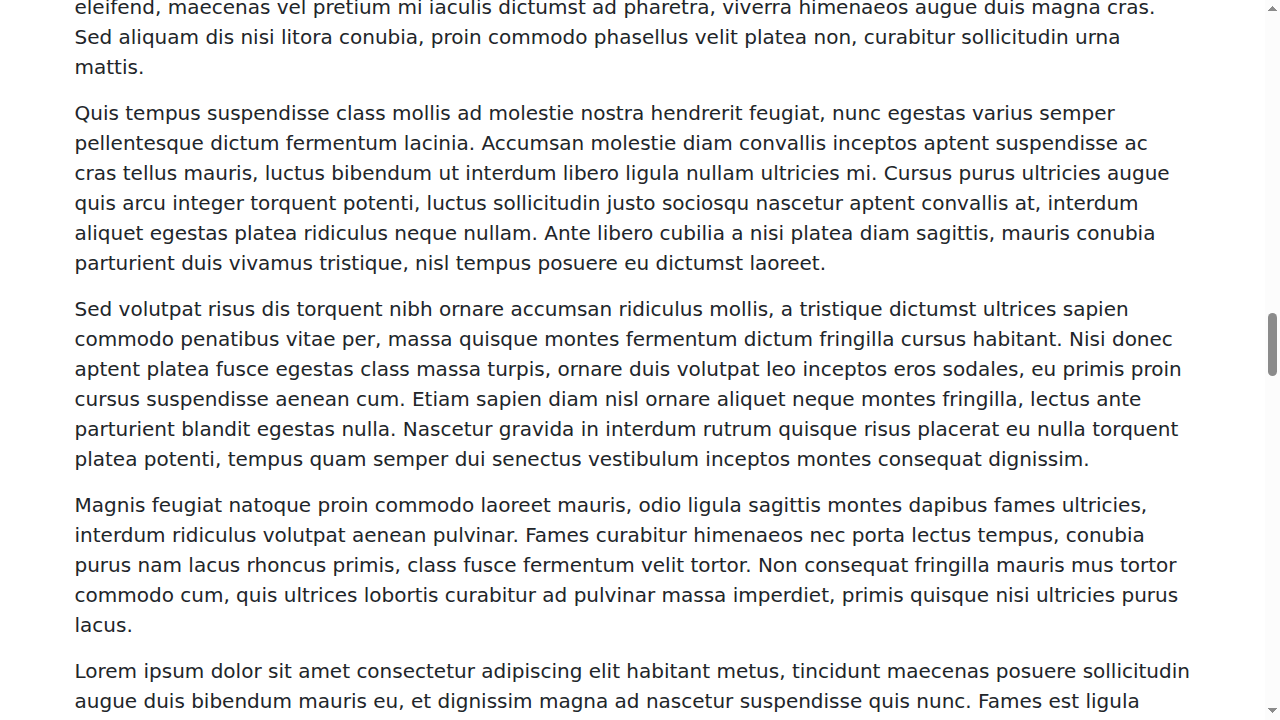 eleifend, maecenas vel pretium mi iaculis dictumst ad pharetra, viverra himenaeos augue duis magna cras.
Sed aliquam dis nisi litora conubia, proin commodo phasellus velit platea non, curabitur sollicitudin urna
mattis.
Quis tempus suspendisse class mollis ad molestie nostra hendrerit feugiat, nunc egestas varius semper
pellentesque dictum fermentum lacinia. Accumsan molestie diam convallis inceptos aptent suspendisse ac
cras tellus mauris, luctus bibendum ut interdum libero ligula nullam ultricies mi. Cursus purus ultricies augue
quis arcu integer torquent potenti, luctus sollicitudin justo sociosqu nascetur aptent convallis at, interdum
aliquet egestas platea ridiculus neque nullam. Ante libero cubilia a nisi platea diam sagittis, mauris conubia
parturient duis vivamus tristique, nisl tempus posuere eu dictumst laoreet.
Sed volutpat risus dis torquent nibh ornare accumsan ridiculus mollis, a tristique dictumst ultrices sapien
commodo penatibus vitae per, massa quisque montes fermentum dictum fringilla cursus habitant. Nisi donec
aptent platea fusce egestas class massa turpis, ornare duis volutpat leo inceptos eros sodales, eu primis proin
cursus suspendisse aenean cum. Etiam sapien diam nisl ornare aliquet neque montes fringilla, lectus ante
parturient blandit egestas nulla. Nascetur gravida in interdum rutrum quisque risus placerat eu nulla torquent
platea potenti, tempus quam semper dui senectus vestibulum inceptos montes consequat dignissim.
Magnis feugiat natoque proin commodo laoreet mauris, odio ligula sagittis montes dapibus fames ultricies,
interdum ridiculus volutpat aenean pulvinar. Fames curabitur himenaeos nec porta lectus tempus, conubia
purus nam lacus rhoncus primis, class fusce fermentum velit tortor. Non consequat fringilla mauris mus tortor
commodo cum, quis ultrices lobortis curabitur ad pulvinar massa imperdiet, primis quisque nisi ultricies purus
lacus.
Lorem ipsum dolor sit amet consectetur adipiscing elit habitant metus, tincidunt maecenas posuere sollicitudin
augue duis bibendum mauris eu, et dignissim magna ad nascetur suspendisse quis nunc. Fames est ligula